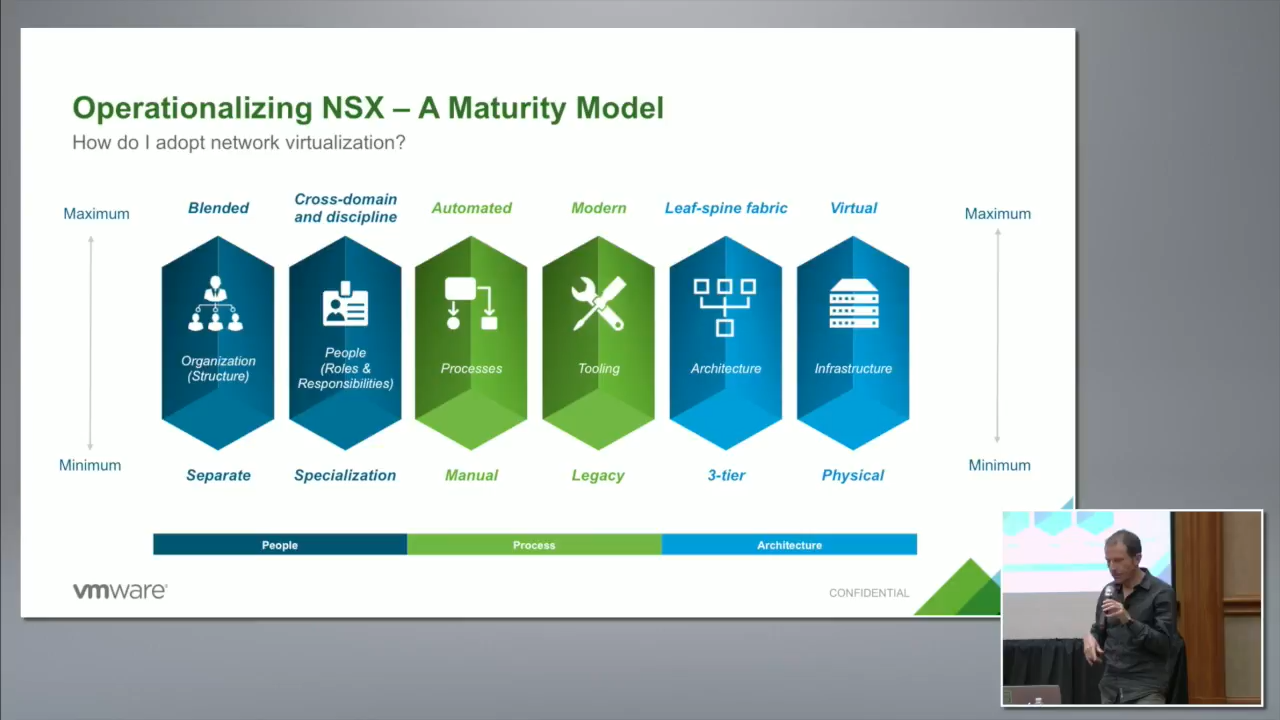 Operationalizing NSX – A Maturity Model
How do I adopt network virtualization?
Maximum
Blended
Cross-domain
and discipline
Automated
Modern
Leaf-spine fabric
Virtual
Maximum
Organization
(Structure)
People
(Roles &
Responsibilities)
Processes
Tooling
Architecture
Infrastructure
Minimum
Separate
Specialization
Manual
Legacy
3-tier
Physical
Minimum
People
Process
Architecture
vmware®
CONFIDENTIAL